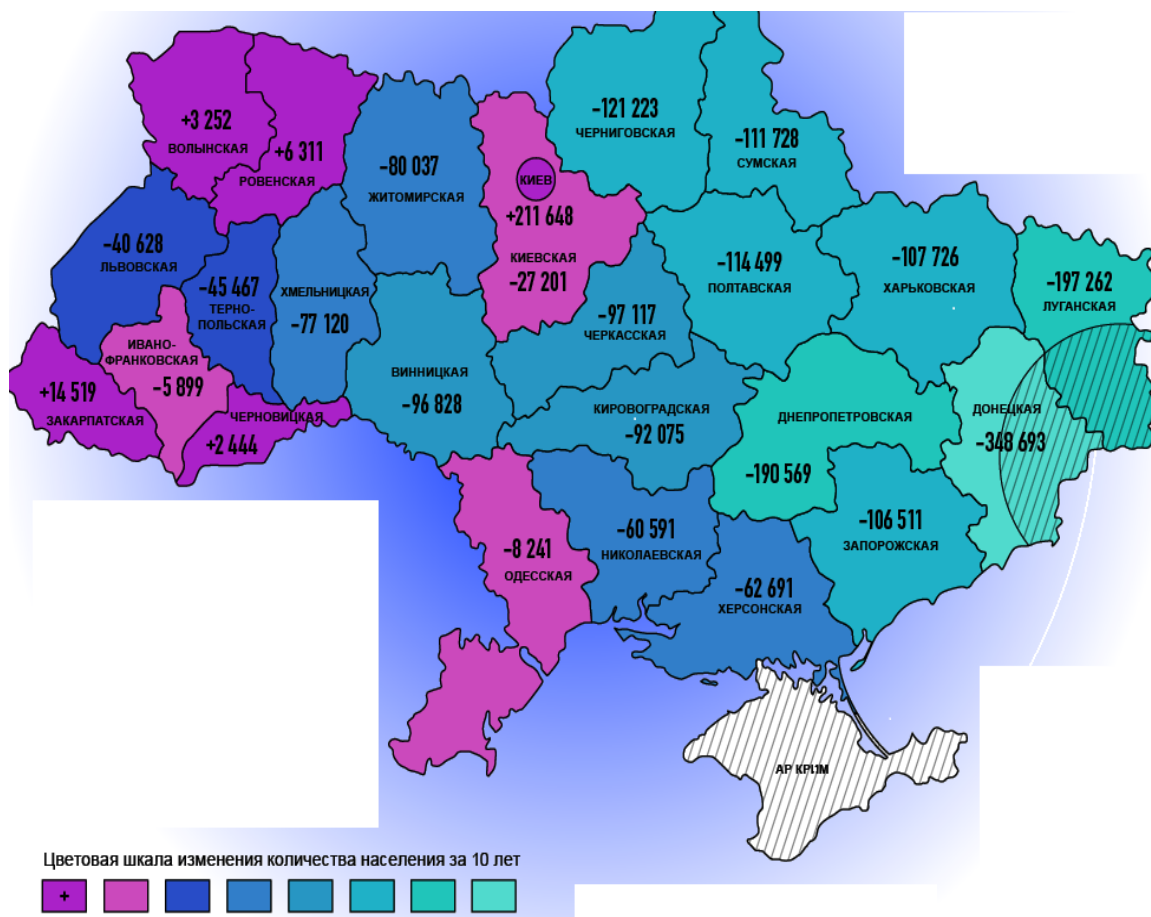 -121 223
ЧЕРНИГОВСКАЯ
+3 252
ВОЛЫНСКАЯ
-111 728
СУМСКАЯ
+6 311
РОВЕНСКАЯ
-80 037
ЖИТОМИРСКАЯ
КИЕВ
+211 648
КИЕВСКАЯ
-27 201
-40 628
ЛЬВОВСКАЯ
-45 467
ТЕРНО-
ПОЛЬСКАЯ
ХМЕЛЬНИЦКАЯ
-77 120
-97 117
ЧЕРКАССКАЯ
-114 499
ПОЛТАВСКАЯ
-107 726
ХАРЬКОВСКАЯ
-197 262
ЛУГАНСКАЯ
ИВАНО-
ФРАНКОВСКАЯ
-5 899
+14 519
ЗАКАРПАТСКАЯ
ЧЕРНОВИЦКАЯ
+2 444
ВИННИЦКАЯ
-96 828
КИРОВОГРАДСКАЯ
-92 075
ДНЕПРОПЕТРОВСКАЯ
-190 569
ДОНЕЦКАЯ
-348 693
-8 241
ОДЕССКАЯ
-60 591
НИКОЛАЕВСКАЯ
-106 511
ЗАПОРОЖСКАЯ
-62 691
ХЕРСОНСКАЯ
АР КРИМ
Цветовая шкала изменения количества населения за 10 лет
+